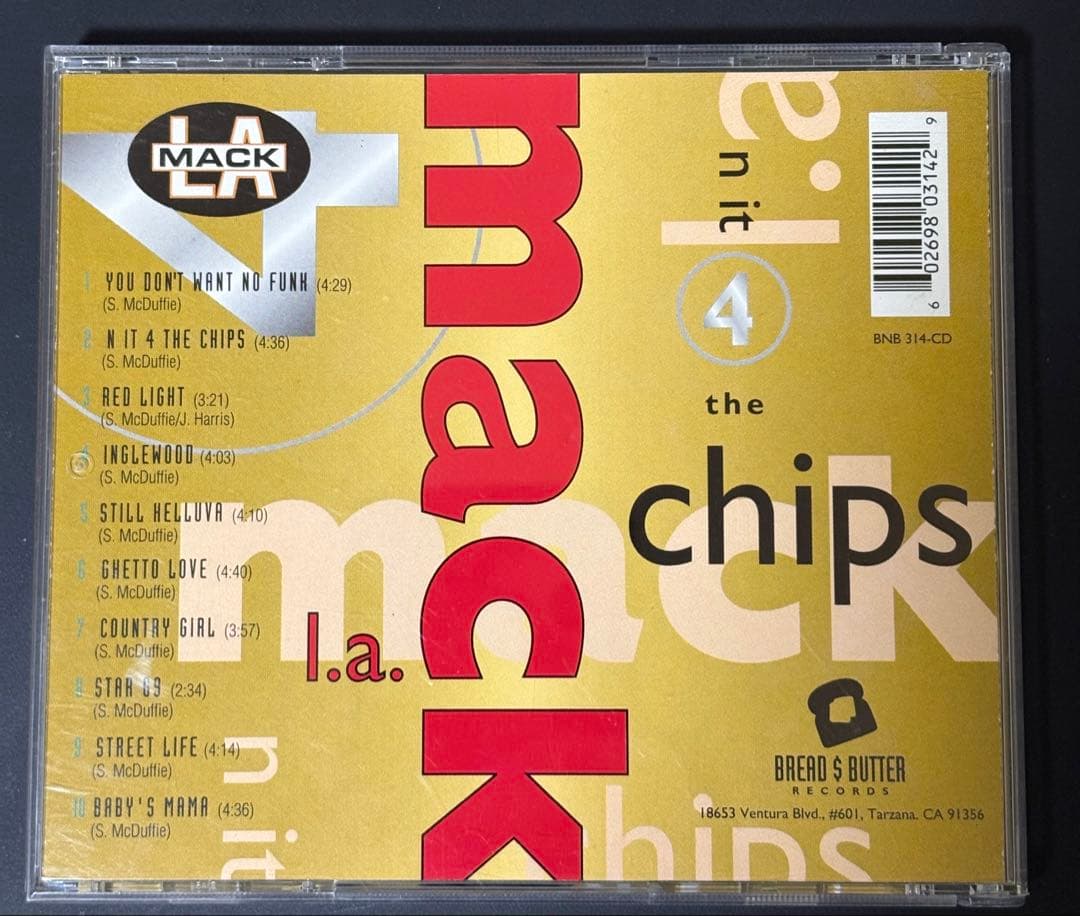 LA
MACK
1 YOU DON'T WANT NO FUNK (4:29)
(S. McDuffie)
2 N IT 4 THE CHIPS (4:36)
(S. McDuffie)
3 RED LIGHT (3:21)
(S. McDuffie/J. Harris)
4 INGLEWOOD (4:03)
(S. McDuffie)
5 STILL HELLUVA (4:10)
(S. McDuffie)
6 GHETTO LOVE (4:40)
(S. McDuffie)
7 COUNTRY GIRL (3:57)
(S. McDuffie)
8 STAR 69 (2:34)
(S. McDuffie)
9 STREET LIFE (4:14)
(S. McDuffie)
10 BABY'S MAMA (4:36)
(S. McDuffie)
4
l.a.
mack
mack
n it
chips
l.a.
n it
4
the
chips
6 02698 03142 9
BNB 314-CD
BREAD $ BUTTER
RECORDS
18653 Ventura Blvd., #601, Tarzana. CA 91356